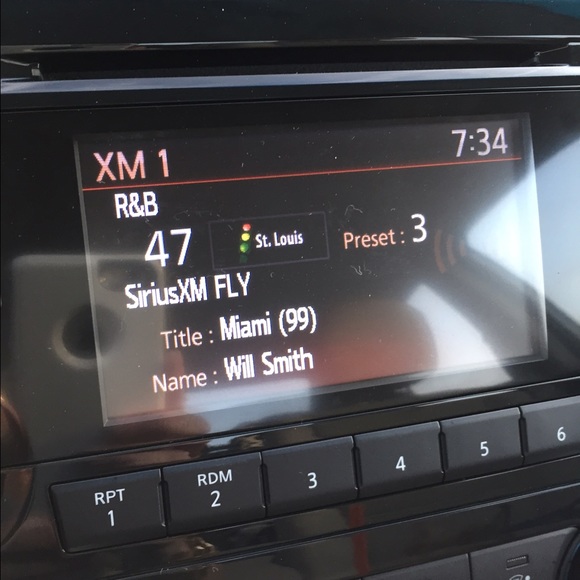 XM 1 7:34
R&B
47 St. Louis Preset : 3
SiriusXM FLY
Title : Miami (99)
Name : Will Smith
RPT RDM
1 2 3 4 5 6